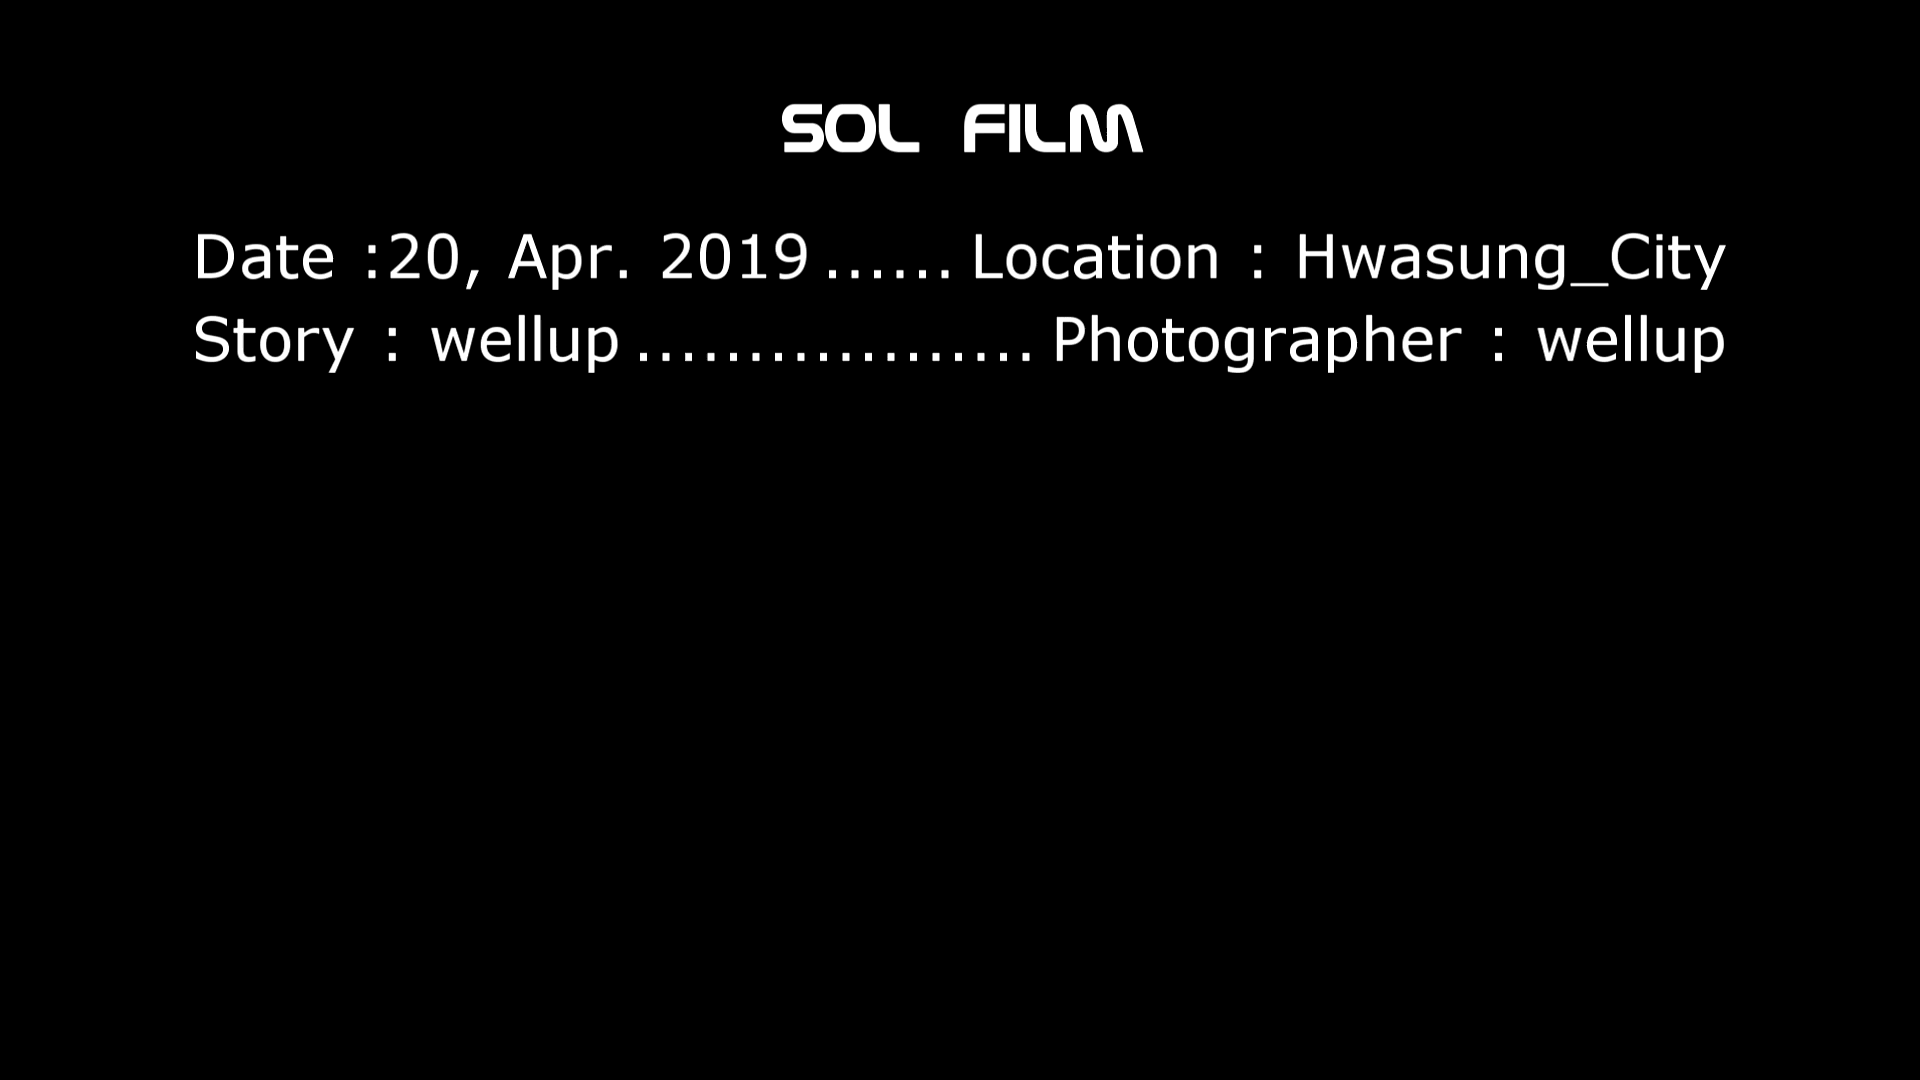 SOL FILM
Date :20, Apr. 2019 ...... Location : Hwasung_City
Story : wellup .................. Photographer : wellup